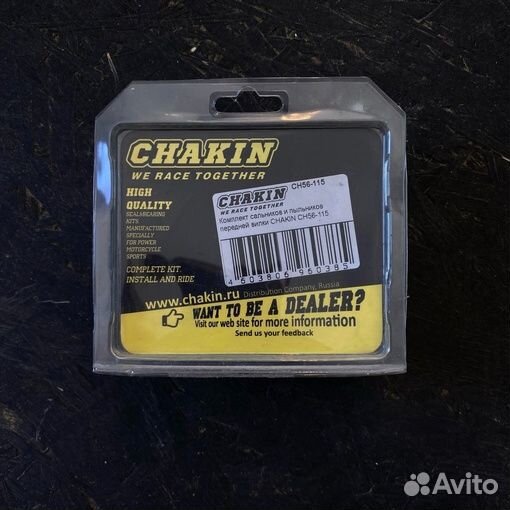 CHAKIN
WE RACE TOGETHER
HIGH
QUALITY
SEAL&BEARING
KITS
MANUFACTURED
SPECIALLY
FOR POWER
MOTORCYCLE
SPORTS
COMPLETE KIT
INSTALL AND RIDE
CHAKIN
WE RACE TOGETHER
CH56-115
Комплект сальников и пыльников
передней вилки CHAKIN CH56-115
4603806960385
www.chakin.ru Distribution Company, Russia
WANT TO BE A DEALER?
Visit our web site for more information
Send us your feedback
Avito